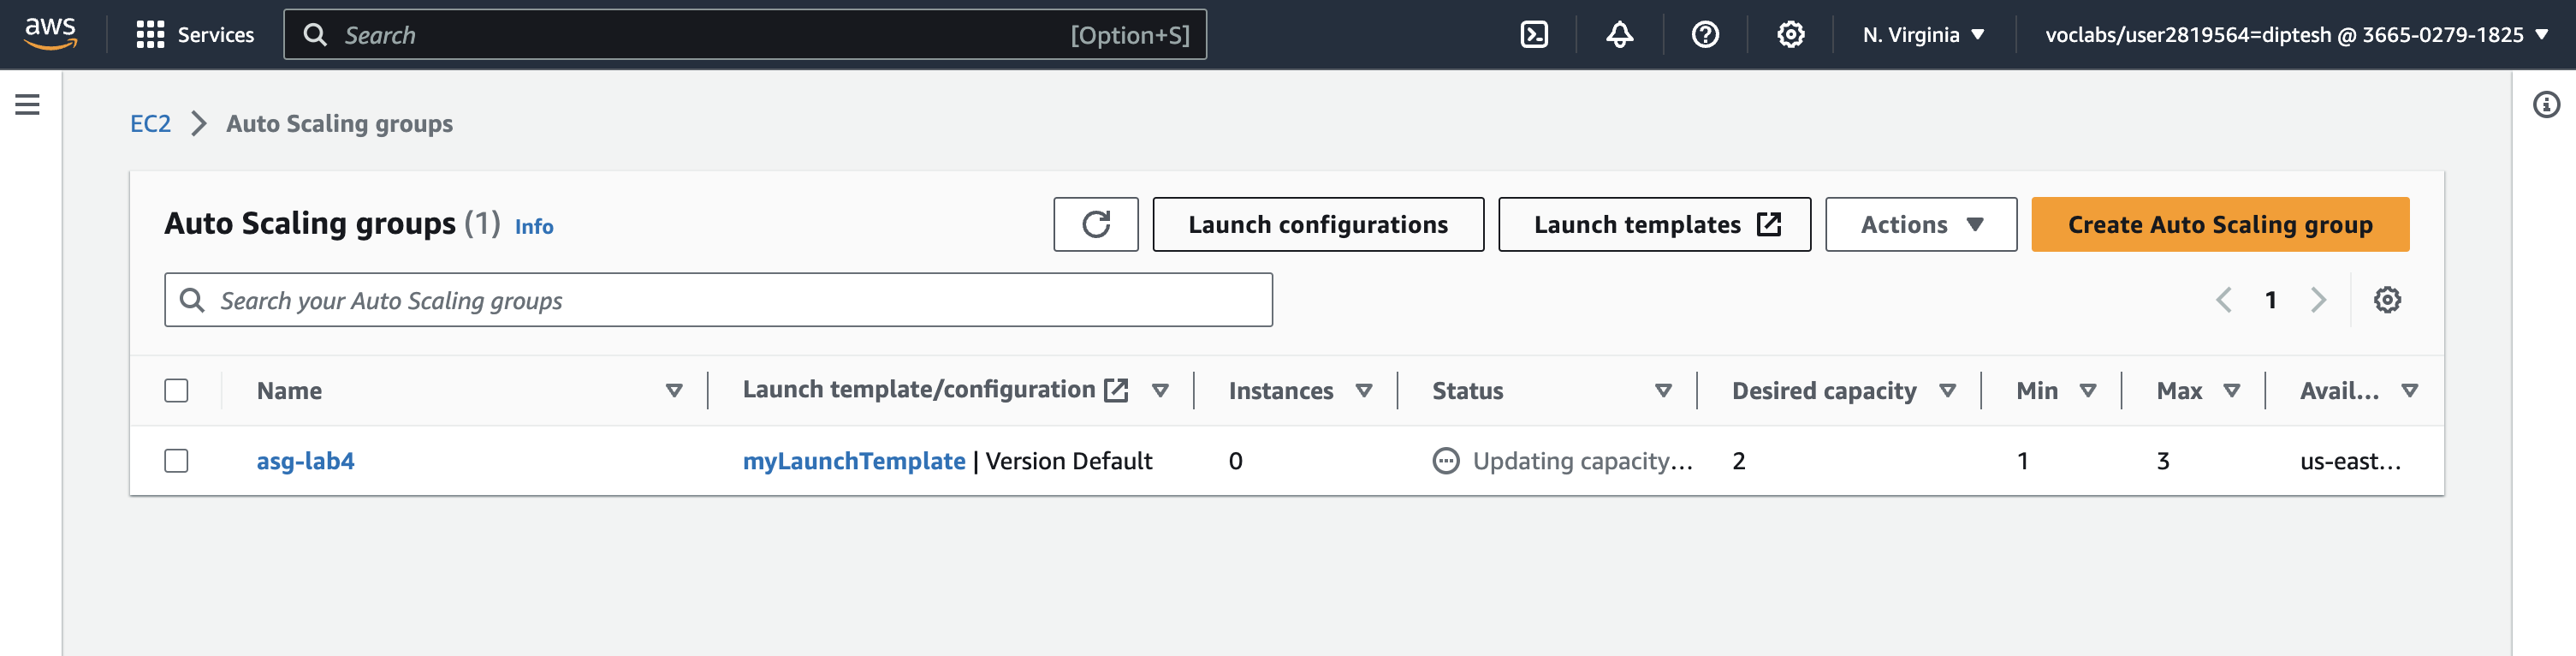 aws Services Search [Option+S] N. Virginia voclabs/user2819564=diptesh @ 3665-0279-1825
EC2 Auto Scaling groups
Auto Scaling groups (1) Info Launch configurations Launch templates Actions Create Auto Scaling group
Search your Auto Scaling groups 1
Name Launch template/configuration Instances Status Desired capacity Min Max Avail...
asg-lab4 myLaunchTemplate | Version Default 0 Updating capacity... 2 1 3 us-east...